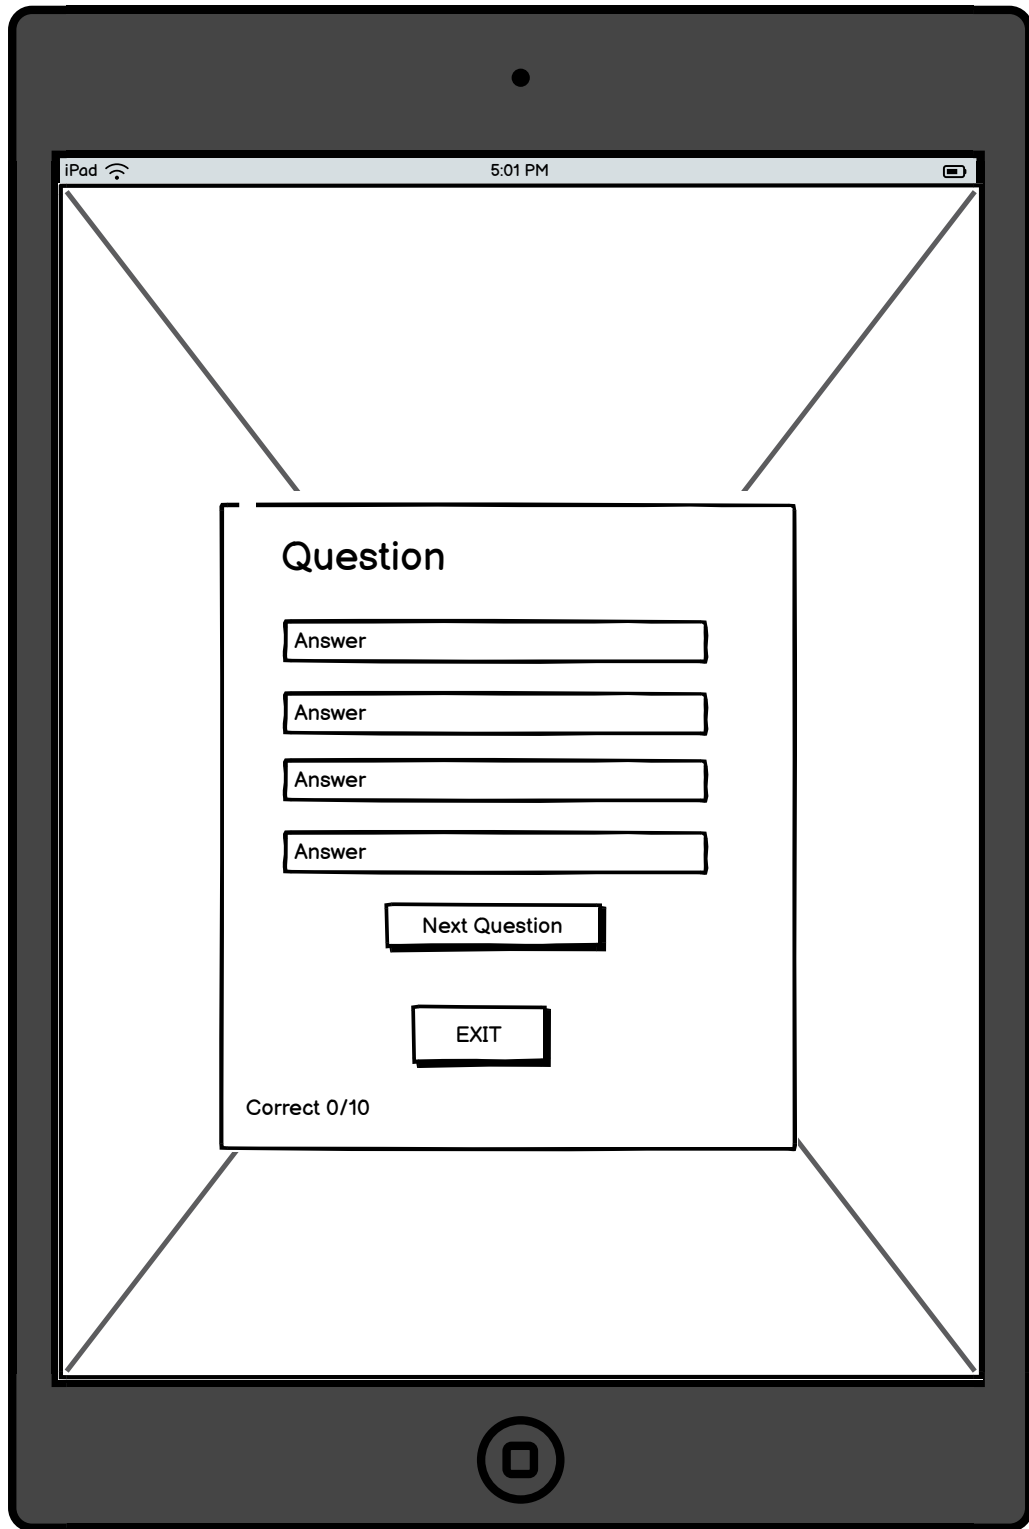 iPad 5:01 PM
Question
Answer
Answer
Answer
Answer
Next Question
EXIT
Correct 0/10